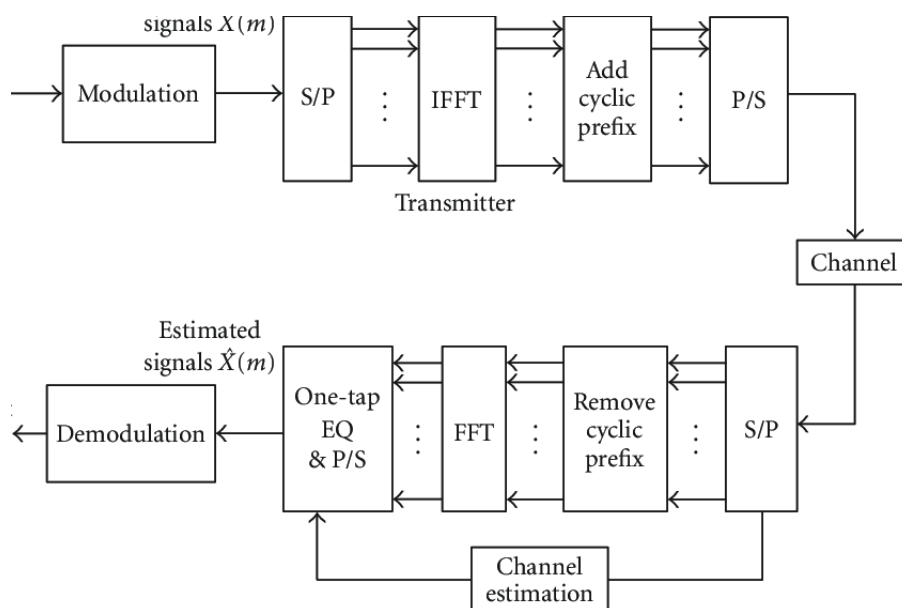 signals X(m)
Modulation
S/P
IFFT
Add
cyclic
prefix
P/S
Transmitter
Channel
Estimated
signals X̂(m)
Demodulation
One-tap
EQ
& P/S
FFT
Remove
cyclic
prefix
S/P
Channel
estimation